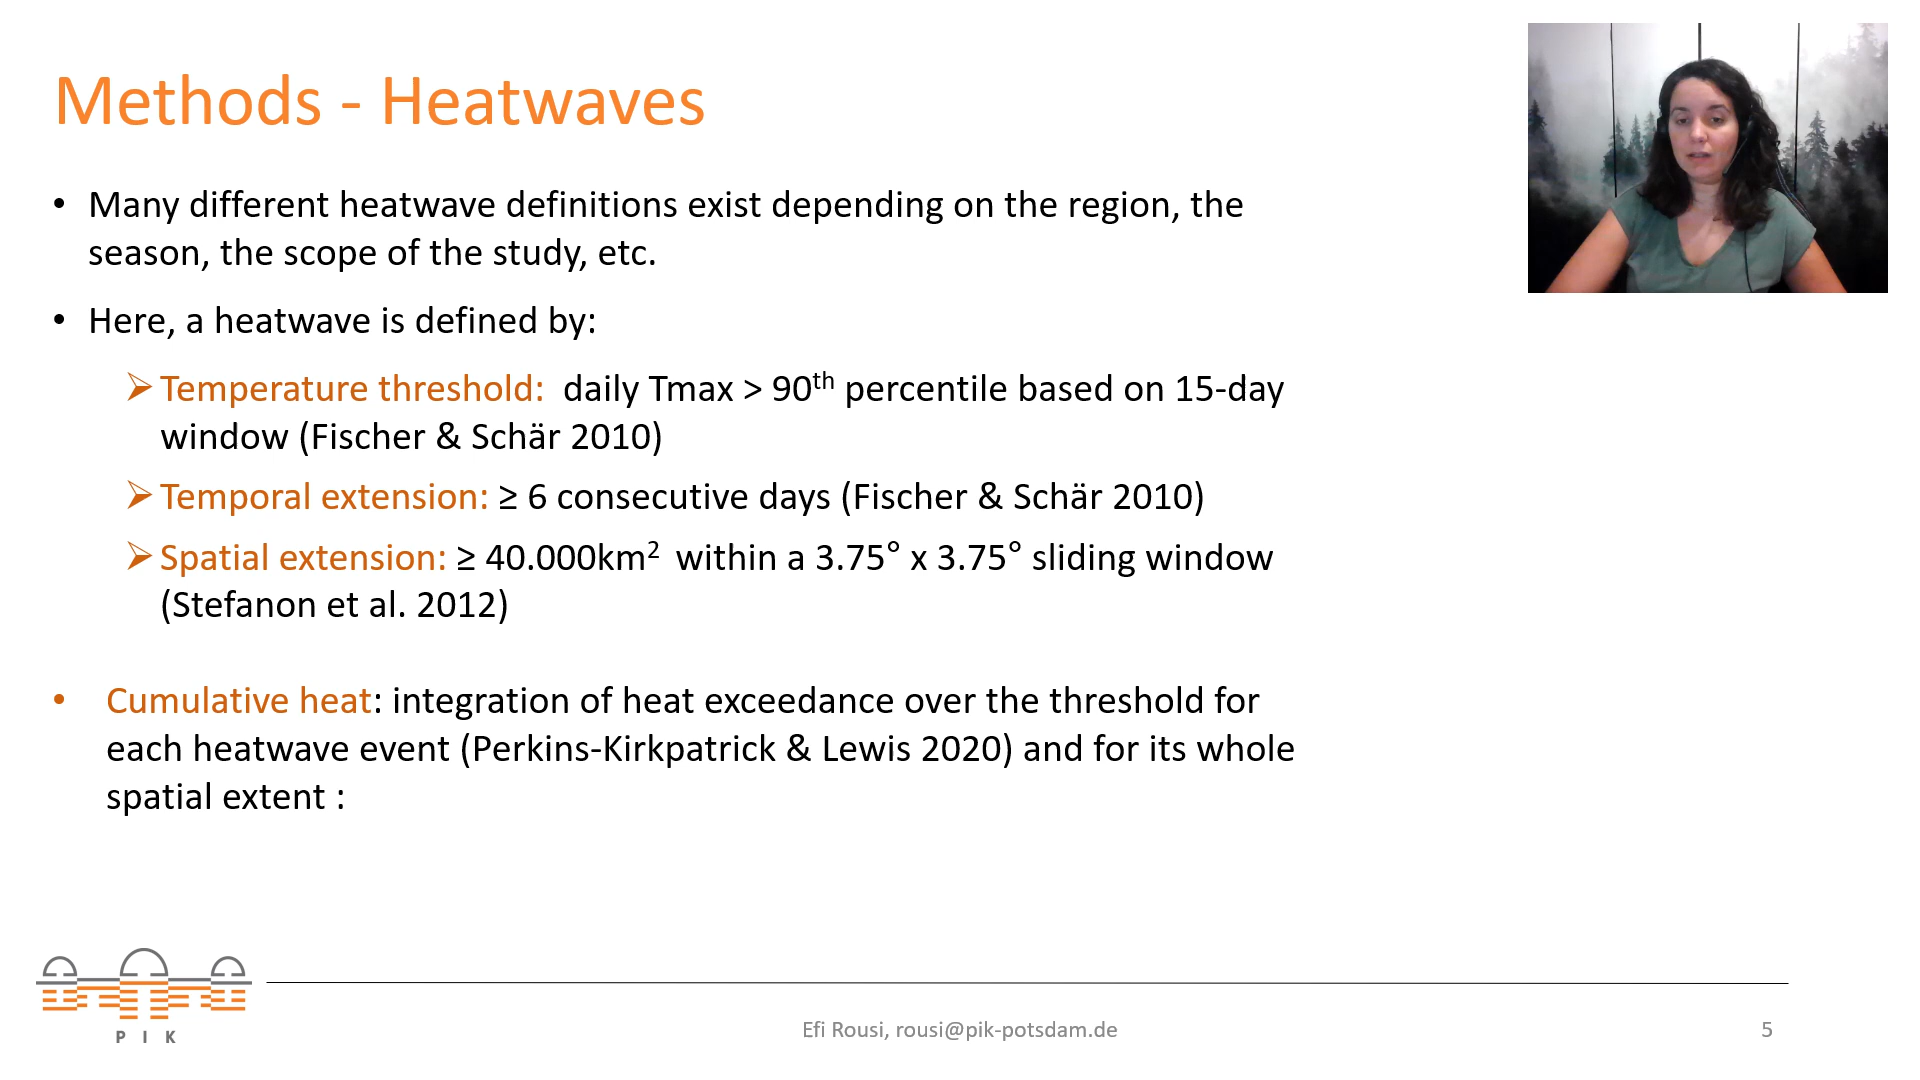 Methods - Heatwaves
• Many different heatwave definitions exist depending on the region, the
season, the scope of the study, etc.
• Here, a heatwave is defined by:
➢ Temperature threshold: daily Tmax > 90th percentile based on 15-day
window (Fischer & Schär 2010)
➢ Temporal extension: ≥ 6 consecutive days (Fischer & Schär 2010)
➢ Spatial extension: ≥ 40.000km² within a 3.75° x 3.75° sliding window
(Stefanon et al. 2012)
• Cumulative heat: integration of heat exceedance over the threshold for
each heatwave event (Perkins-Kirkpatrick & Lewis 2020) and for its whole
spatial extent :
P I K
Efi Rousi, rousi@pik-potsdam.de
5